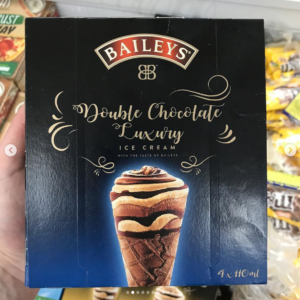 BAILEYS
Double Chocolate
Luxury
ICE CREAM
WITH THE TASTE OF BAILEYS
4 x 110ml